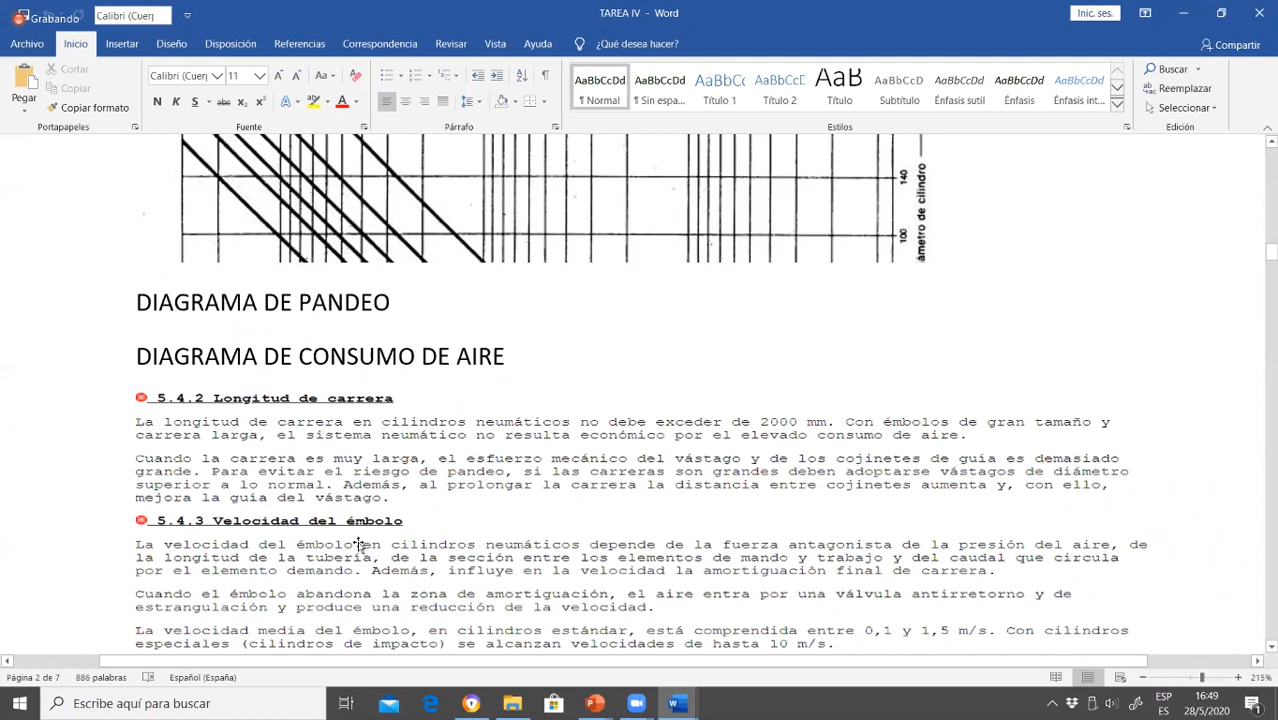 Grabando
Calibri (Cuerp
TAREA IV - Word
Inic. ses.
Archivo Inicio Insertar Diseño Disposición Referencias Correspondencia Revisar Vista Ayuda ¿Qué desea hacer? Compartir
Pegar
Cortar
Copiar
Copiar formato
Portapapeles
Calibri (Cuerp 11
Fuente
Párrafo
AaBbCcDd AaBbCcDd AaBbCc AaBbCcD AaB AaBbCcD AaBbCcDd AaBbCcDd AaBbCcDd
¶ Normal ¶ Sin espa... Título 1 Título 2 Título Subtítulo Énfasis sutil Énfasis Énfasis int...
Estilos
Buscar
Reemplazar
Seleccionar
Edición
140
100
ámetro de cilindro
DIAGRAMA DE PANDEO
DIAGRAMA DE CONSUMO DE AIRE
5.4.2 Longitud de carrera
La longitud de carrera en cilindros neumáticos no debe exceder de 2000 mm. Con émbolos de gran tamaño y
carrera larga, el sistema neumático no resulta económico por el elevado consumo de aire.
Cuando la carrera es muy larga, el esfuerzo mecánico del vástago y de los cojinetes de guía es demasiado
grande. Para evitar el riesgo de pandeo, si las carreras son grandes deben adoptarse vástagos de diámetro
superior a lo normal. Además, al prolongar la carrera la distancia entre cojinetes aumenta y, con ello,
mejora la guía del vástago.
5.4.3 Velocidad del émbolo
La velocidad del émbolo en cilindros neumáticos depende de la fuerza antagonista de la presión del aire, de
la longitud de la tubería, de la sección entre los elementos de mando y trabajo y del caudal que circula
por el elemento demando. Además, influye en la velocidad la amortiguación final de carrera.
Cuando el émbolo abandona la zona de amortiguación, el aire entra por una válvula antirretorno y de
estrangulación y produce una reducción de la velocidad.
La velocidad media del émbolo, en cilindros estándar, está comprendida entre 0,1 y 1,5 m/s. Con cilindros
especiales (cilindros de impacto) se alcanzan velocidades de hasta 10 m/s.
Página 2 de 7 886 palabras Español (España) 215%
Escribe aquí para buscar
ESP
ES
16:49
28/5/2020